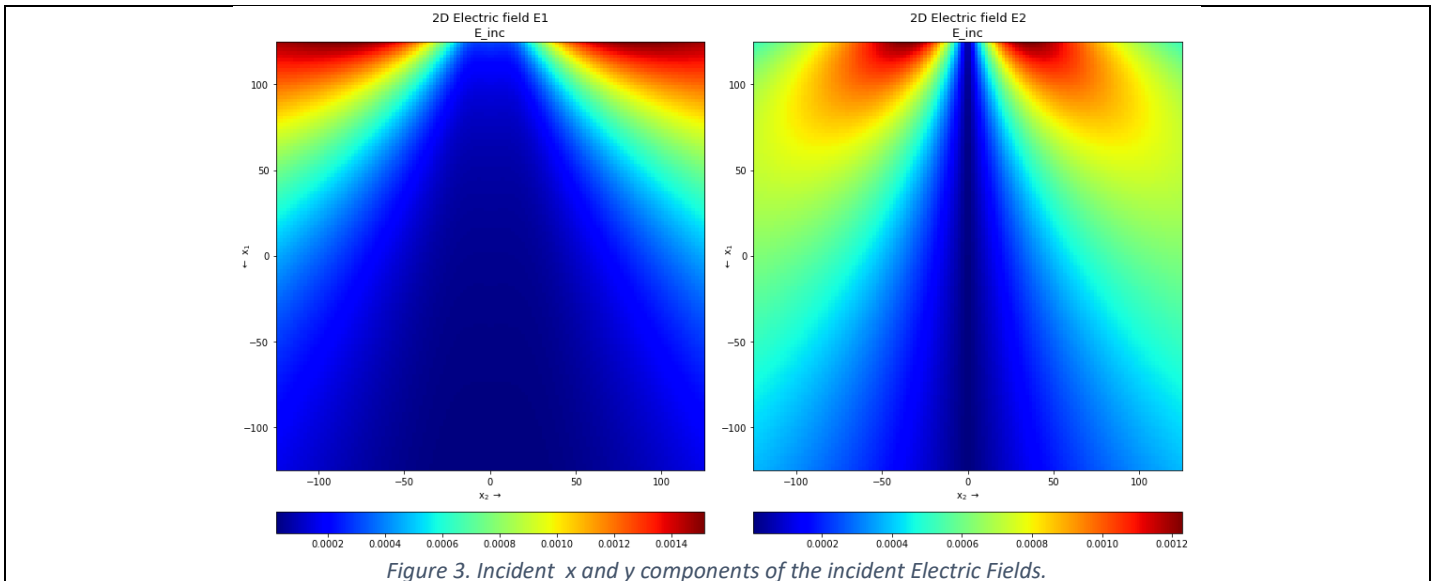 2D Electric field E1
E_inc
100
50
0
−50
−100
← x₁
−100 −50 0 50 100
x₂ →
0.0002 0.0004 0.0006 0.0008 0.0010 0.0012 0.0014
2D Electric field E2
E_inc
100
50
0
−50
−100
← x₁
−100 −50 0 50 100
x₂ →
0.0002 0.0004 0.0006 0.0008 0.0010 0.0012
Figure 3. Incident x and y components of the incident Electric Fields.